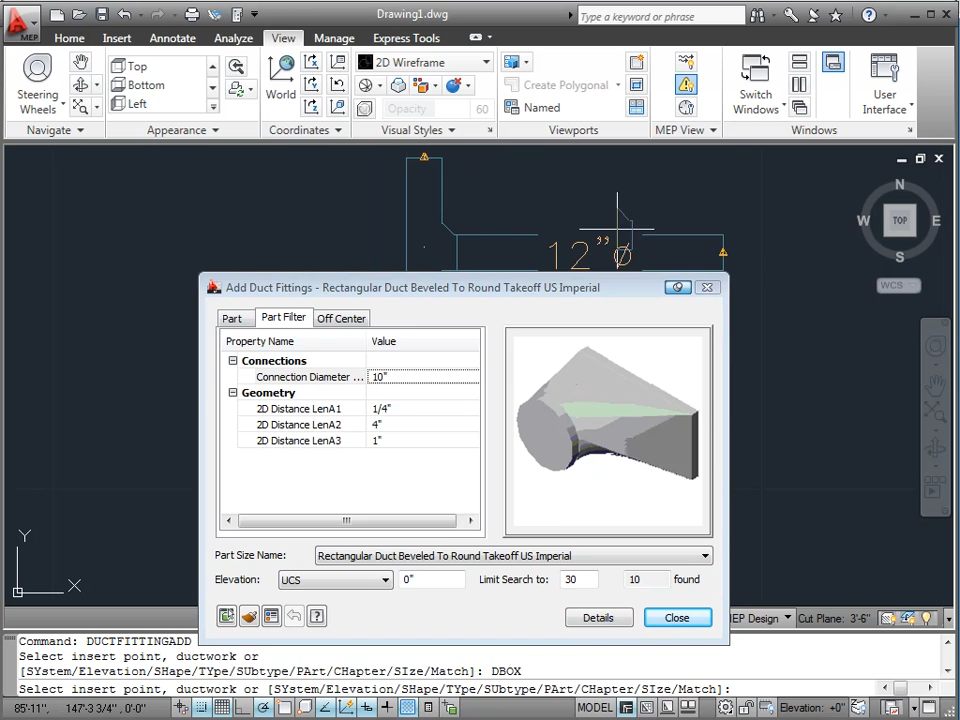 Drawing1.dwg
Type a keyword or phrase
MEP
Home Insert Annotate Analyze View Manage Express Tools
Steering Wheels
Top
Bottom
Left
World
2D Wireframe
Opacity 60
Create Polygonal
Named
Switch Windows
User Interface
Navigate Appearance Coordinates Visual Styles Viewports MEP View Windows
N
W TOP E
S
WCS
12"Ø
Add Duct Fittings - Rectangular Duct Beveled To Round Takeoff US Imperial
Part Part Filter Off Center
Property Name Value
Connections
Connection Diameter ... 10"
Geometry
2D Distance LenA1 1/4"
2D Distance LenA2 4"
2D Distance LenA3 1"
Part Size Name: Rectangular Duct Beveled To Round Takeoff US Imperial
Elevation: UCS 0" Limit Search to: 30 10 found
Details Close
Y
X
MEP Design Cut Plane: 3'-6"
Command: DUCTFITTINGADD
Select insert point, ductwork or
[SYstem/Elevation/SHape/TYpe/SUbtype/PArt/CHapter/SIze/Match]: DBOX
Select insert point, ductwork or [SYstem/Elevation/SHape/TYpe/SUbtype/PArt/CHapter/SIze/Match]:
85'-11", 147'-3 3/4", 0'-0" MODEL Elevation: +0"